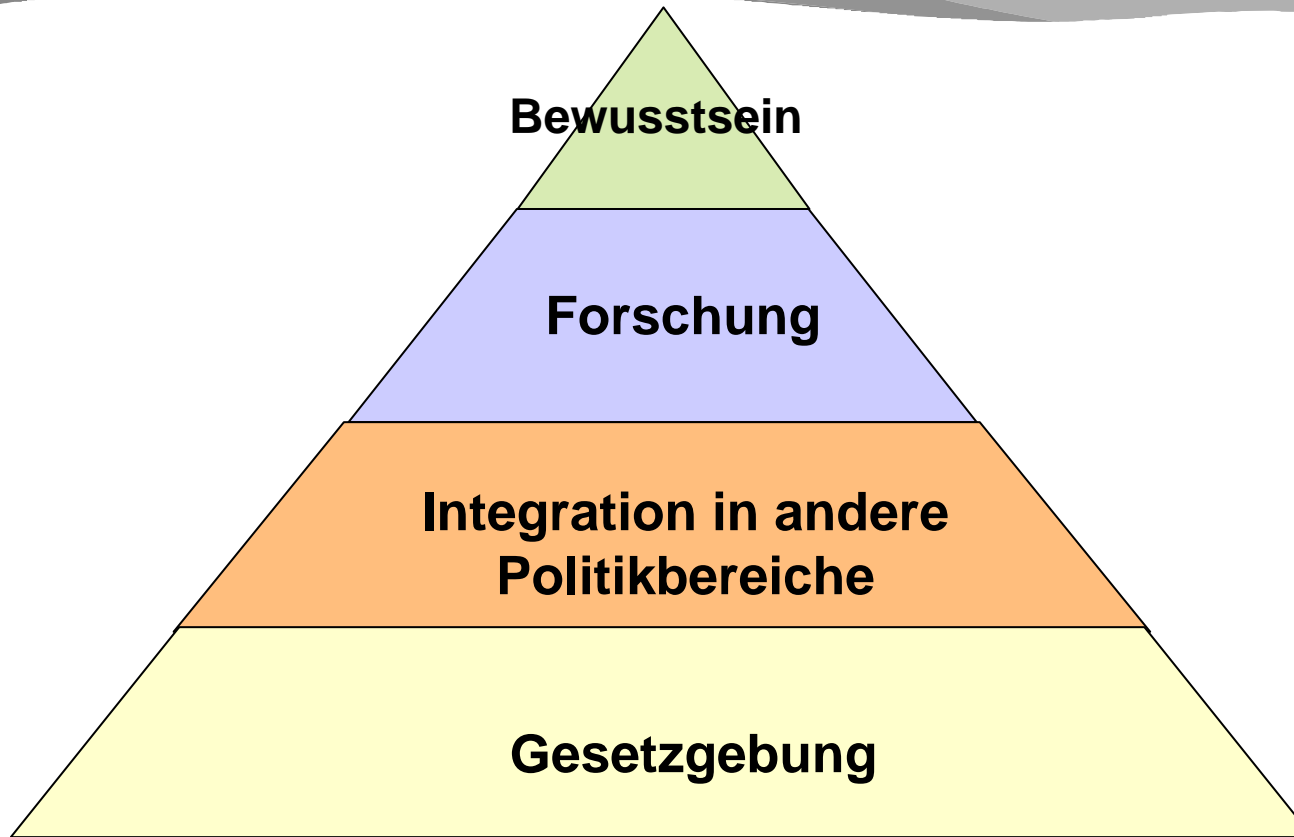 Bewusstsein
Forschung
Integration in andere
Politikbereiche
Gesetzgebung